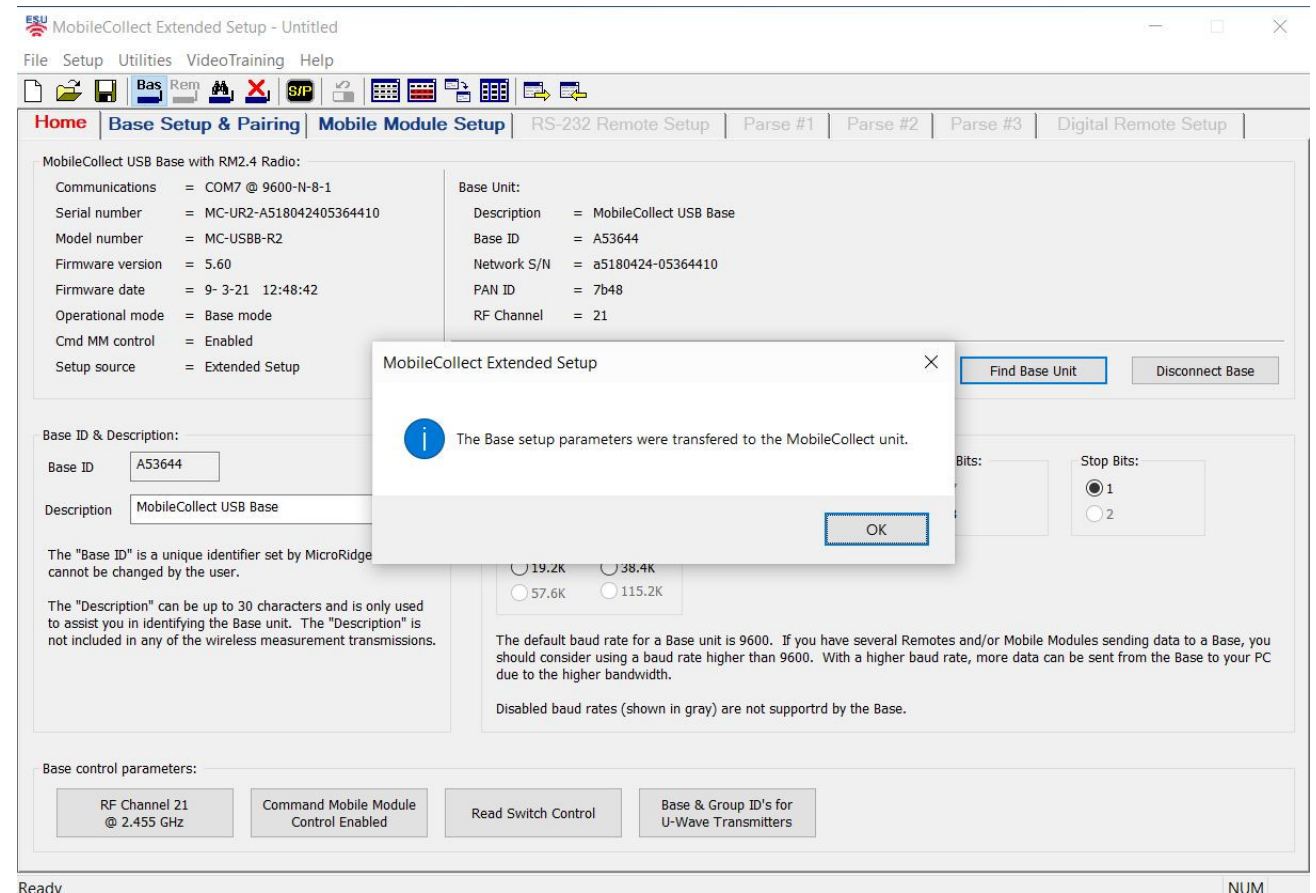 ESU
MobileCollect Extended Setup - Untitled
File Setup Utilities VideoTraining Help
Bas Rem S/P
Home Base Setup & Pairing Mobile Module Setup RS-232 Remote Setup Parse #1 Parse #2 Parse #3 Digital Remote Setup
MobileCollect USB Base with RM2.4 Radio:
Communications = COM7 @ 9600-N-8-1
Serial number = MC-UR2-A518042405364410
Model number = MC-USBB-R2
Firmware version = 5.60
Firmware date = 9- 3-21 12:48:42
Operational mode = Base mode
Cmd MM control = Enabled
Setup source = Extended Setup
Base Unit:
Description = MobileCollect USB Base
Base ID = A53644
Network S/N = a5180424-05364410
PAN ID = 7b48
RF Channel = 21
Find Base Unit Disconnect Base
MobileCollect Extended Setup
The Base setup parameters were transfered to the MobileCollect unit.
OK
Base ID & Description:
Base ID A53644
Description MobileCollect USB Base
The "Base ID" is a unique identifier set by MicroRidge
cannot be changed by the user.
The "Description" can be up to 30 characters and is only used
to assist you in identifying the Base unit. The "Description" is
not included in any of the wireless measurement transmissions.
Bits:
Stop Bits:
1
2
19.2K 38.4K
57.6K 115.2K
The default baud rate for a Base unit is 9600. If you have several Remotes and/or Mobile Modules sending data to a Base, you
should consider using a baud rate higher than 9600. With a higher baud rate, more data can be sent from the Base to your PC
due to the higher bandwidth.
Disabled baud rates (shown in gray) are not supportrd by the Base.
Base control parameters:
RF Channel 21
@ 2.455 GHz
Command Mobile Module
Control Enabled
Read Switch Control
Base & Group ID's for
U-Wave Transmitters
Ready NUM